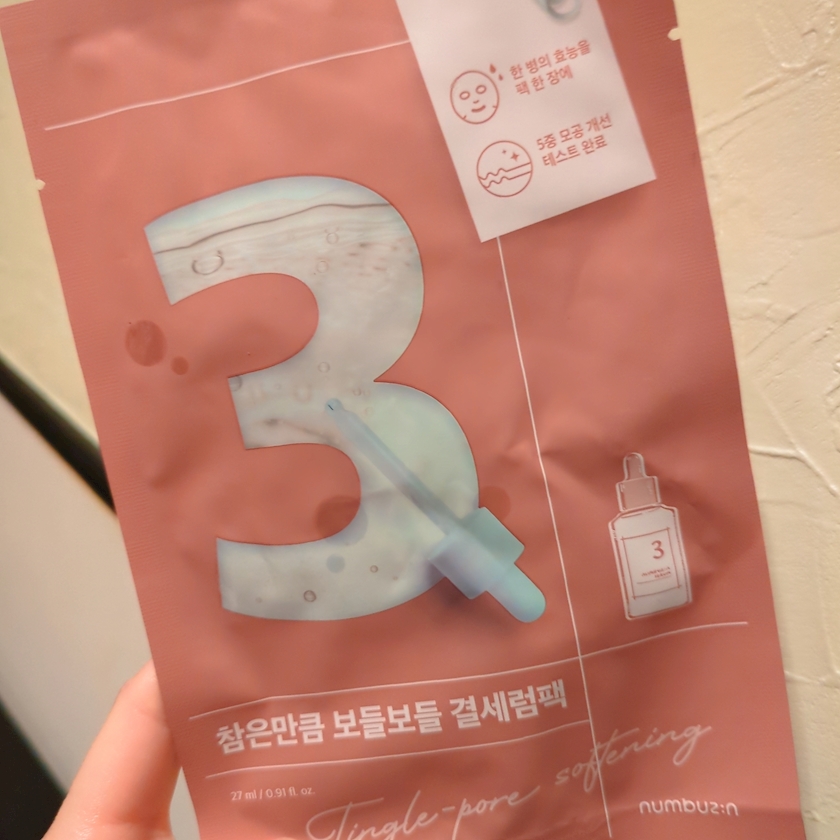 한 병의 효능을
팩 한 장에
5중 모공 개선
테스트 완료
3
3
참은만큼 보들보들 결세럼팩
27 ml / 0.91 fl. oz.
Tingle-pore softening
numbuz:n